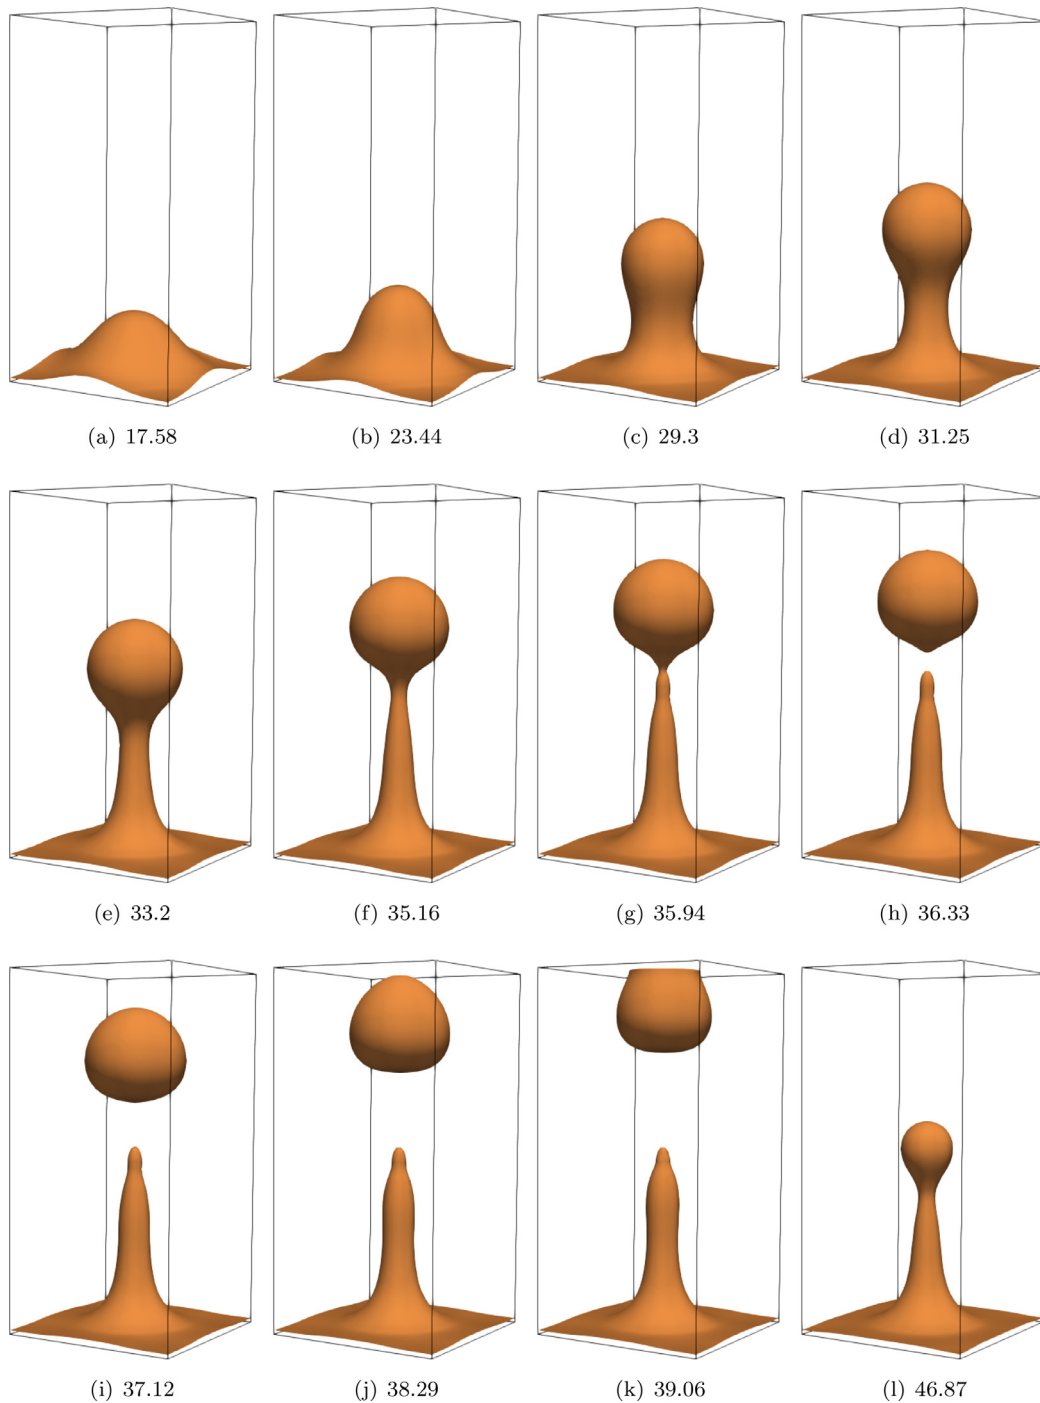 (a) 17.58
(b) 23.44
(c) 29.3
(d) 31.25
(e) 33.2
(f) 35.16
(g) 35.94
(h) 36.33
(i) 37.12
(j) 38.29
(k) 39.06
(l) 46.87